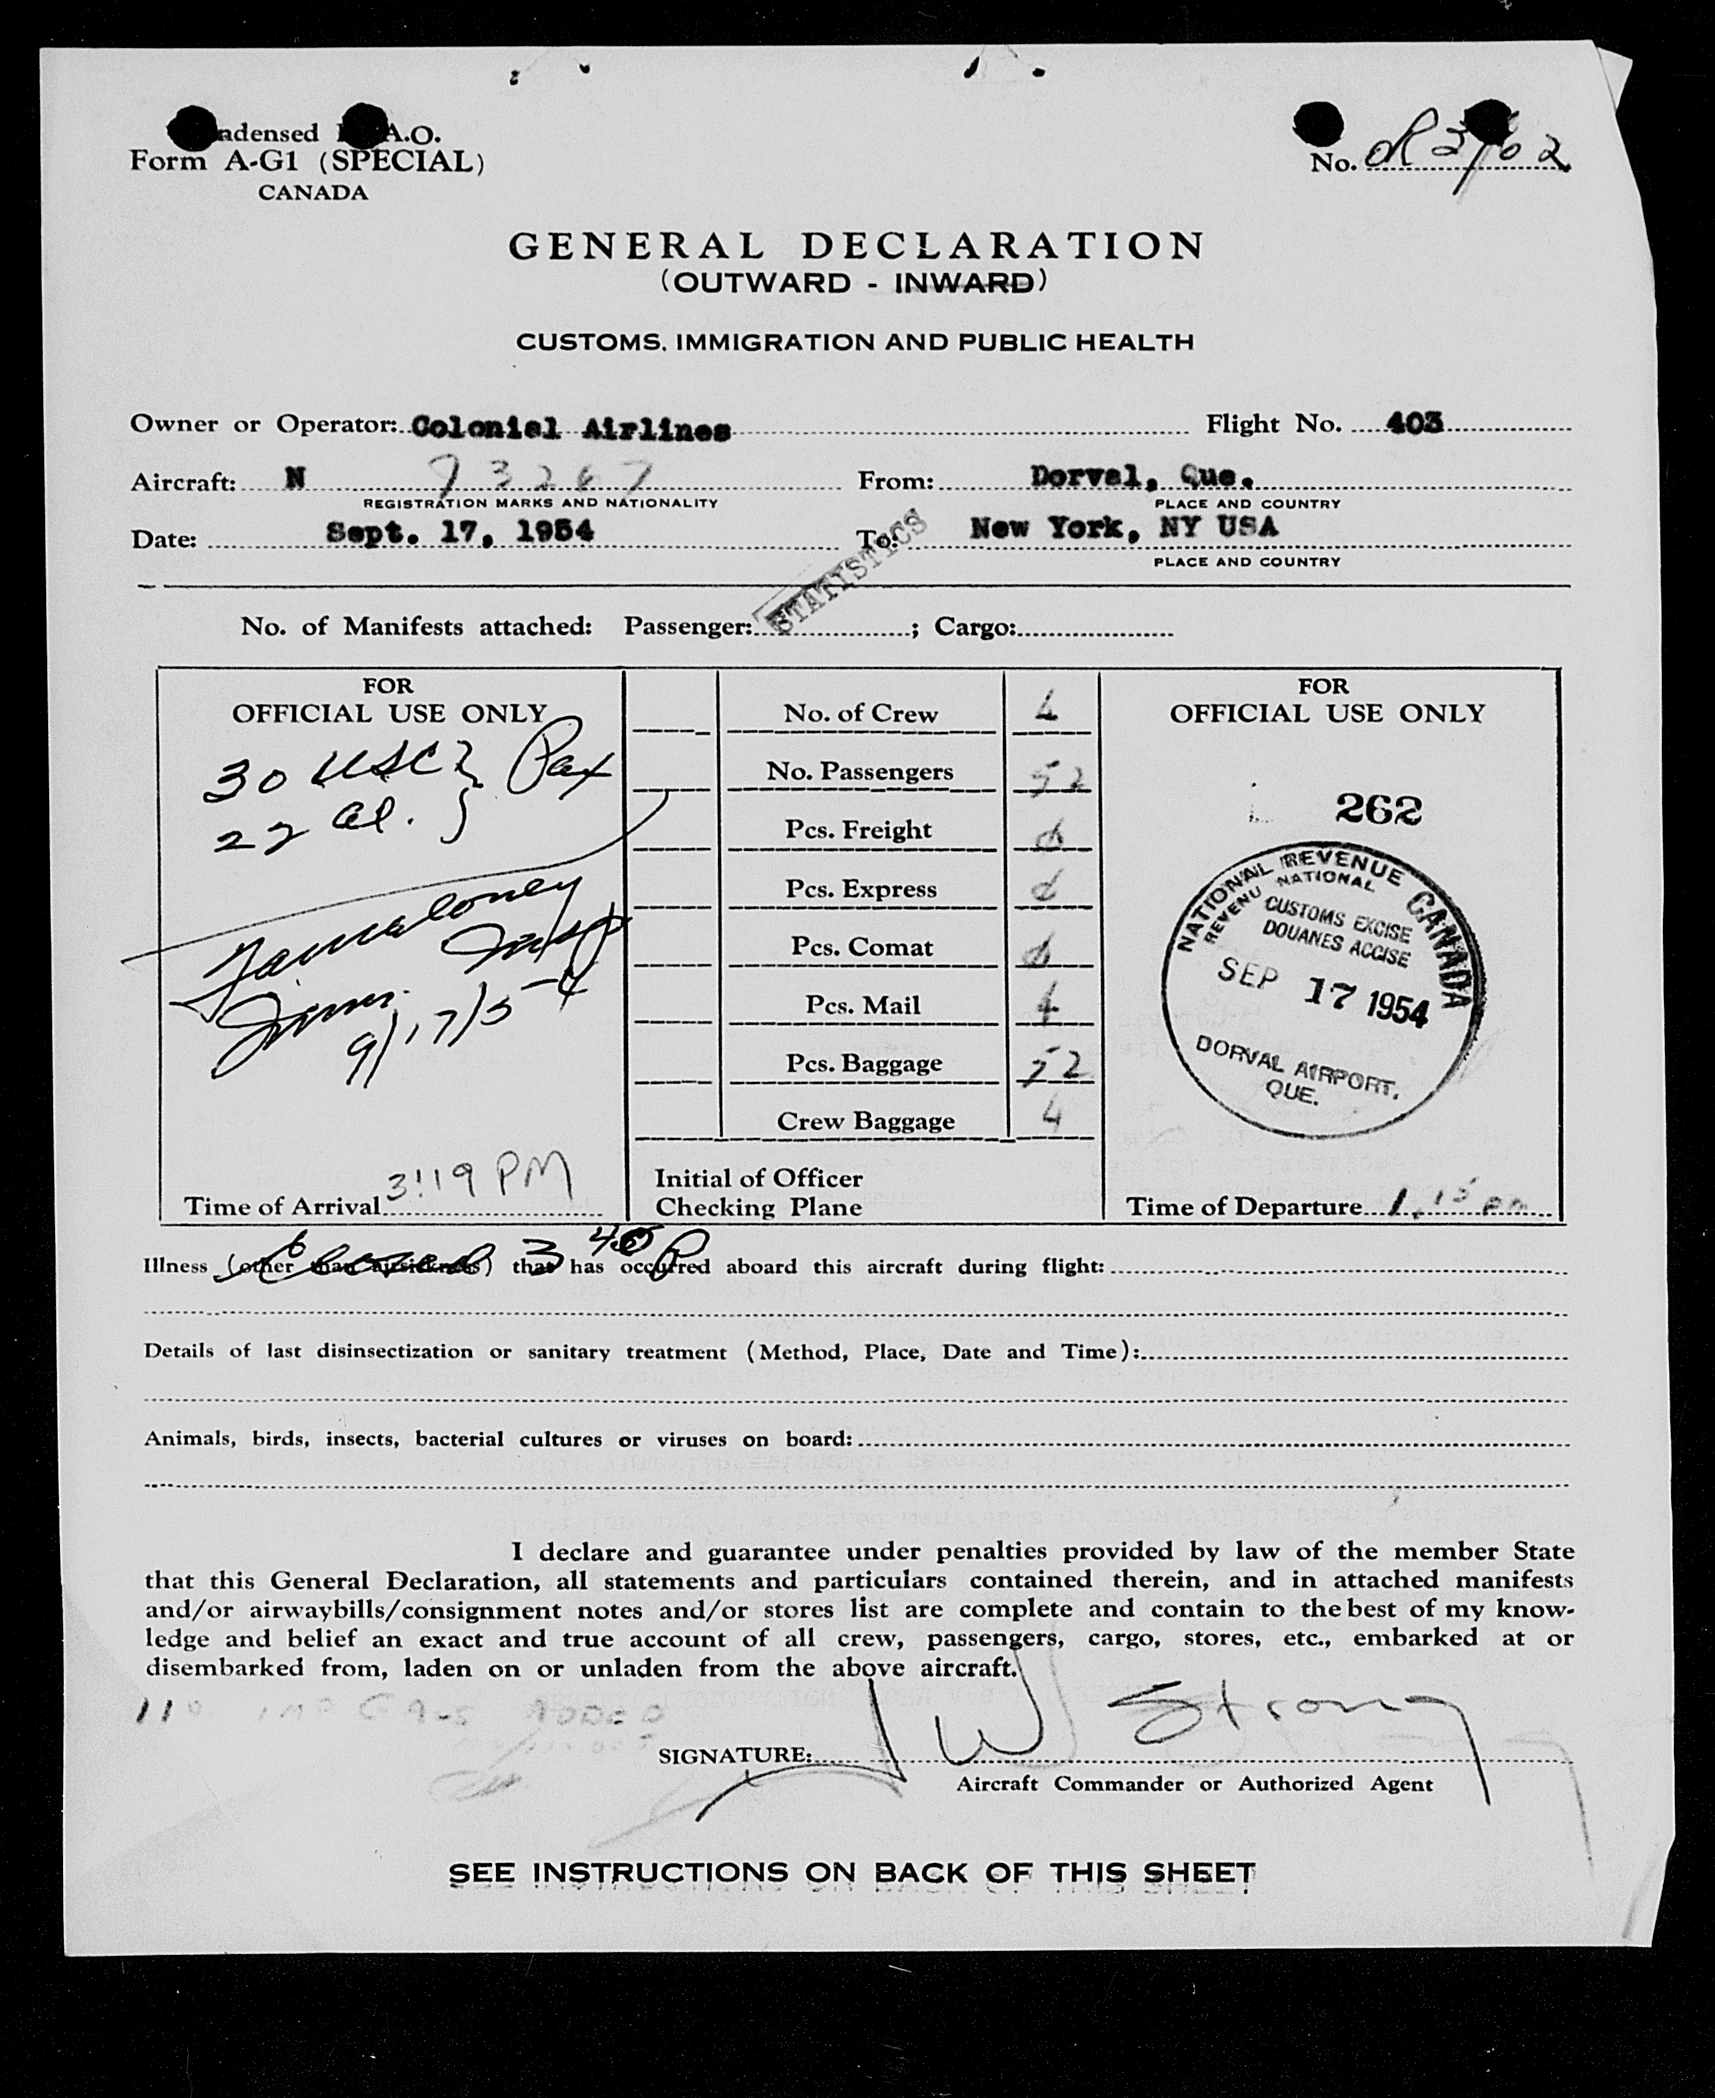 Condensed I.C.A.O.
Form A-G1 (SPECIAL)
CANADA
No.
GENERAL DECLARATION
(OUTWARD - INWARD)
CUSTOMS, IMMIGRATION AND PUBLIC HEALTH
Owner or Operator: Colonial Airlines Flight No. 403
Aircraft: N 93267 From: Dorval, Que.
REGISTRATION MARKS AND NATIONALITY PLACE AND COUNTRY
Date: Sept. 17, 1954 To: New York, NY USA
PLACE AND COUNTRY
STATISTICS
No. of Manifests attached: Passenger: ; Cargo:
FOR
OFFICIAL USE ONLY
30 USC } Pax
22 al.
9/17/54
Time of Arrival 3:19 PM
No. of Crew 4
No. Passengers 52
Pcs. Freight
Pcs. Express
Pcs. Comat
Pcs. Mail
Pcs. Baggage 52
Crew Baggage 4
Initial of Officer
Checking Plane
FOR
OFFICIAL USE ONLY
262
NATIONAL REVENUE CANADA
REVENU NATIONAL
CUSTOMS EXCISE
DOUANES ACCISE
SEP 17 1954
DORVAL AIRPORT,
QUE.
Time of Departure 1.15 pm
Illness (other than airsickness) that has occurred aboard this aircraft during flight:
Details of last disinsectization or sanitary treatment (Method, Place, Date and Time):
Animals, birds, insects, bacterial cultures or viruses on board:
I declare and guarantee under penalties provided by law of the member State
that this General Declaration, all statements and particulars contained therein, and in attached manifests
and/or airwaybills/consignment notes and/or stores list are complete and contain to the best of my know-
ledge and belief an exact and true account of all crew, passengers, cargo, stores, etc., embarked at or
disembarked from, laden on or unladen from the above aircraft.
SIGNATURE: J W Strong
Aircraft Commander or Authorized Agent
SEE INSTRUCTIONS ON BACK OF THIS SHEET